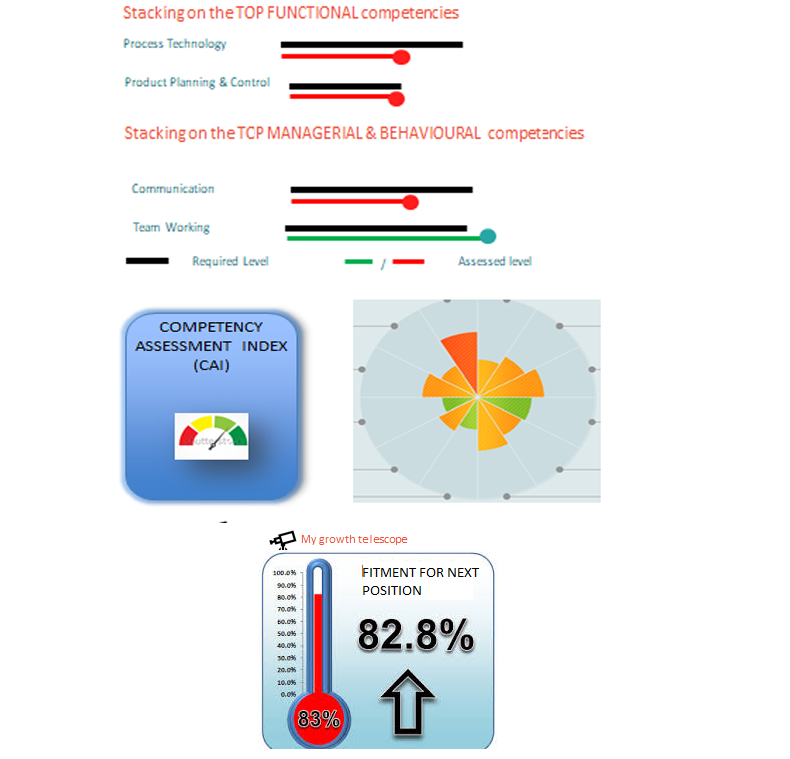 Stacking on the TOP FUNCTIONAL competencies
Process Technology
Product Planning & Control
Stacking on the TCP MANAGERIAL & BEHAVIOURAL competencies
Communication
Team Working
Required Level
/
Assessed level
COMPETENCY
ASSESSMENT INDEX
(CAI)
My growth telescope
FITMENT FOR NEXT
POSITION
100.0%
90.0%
80.0%
70.0%
60.0%
50.0%
40.0%
30.0%
20.0%
10.0%
0.0%
82.8%
83%